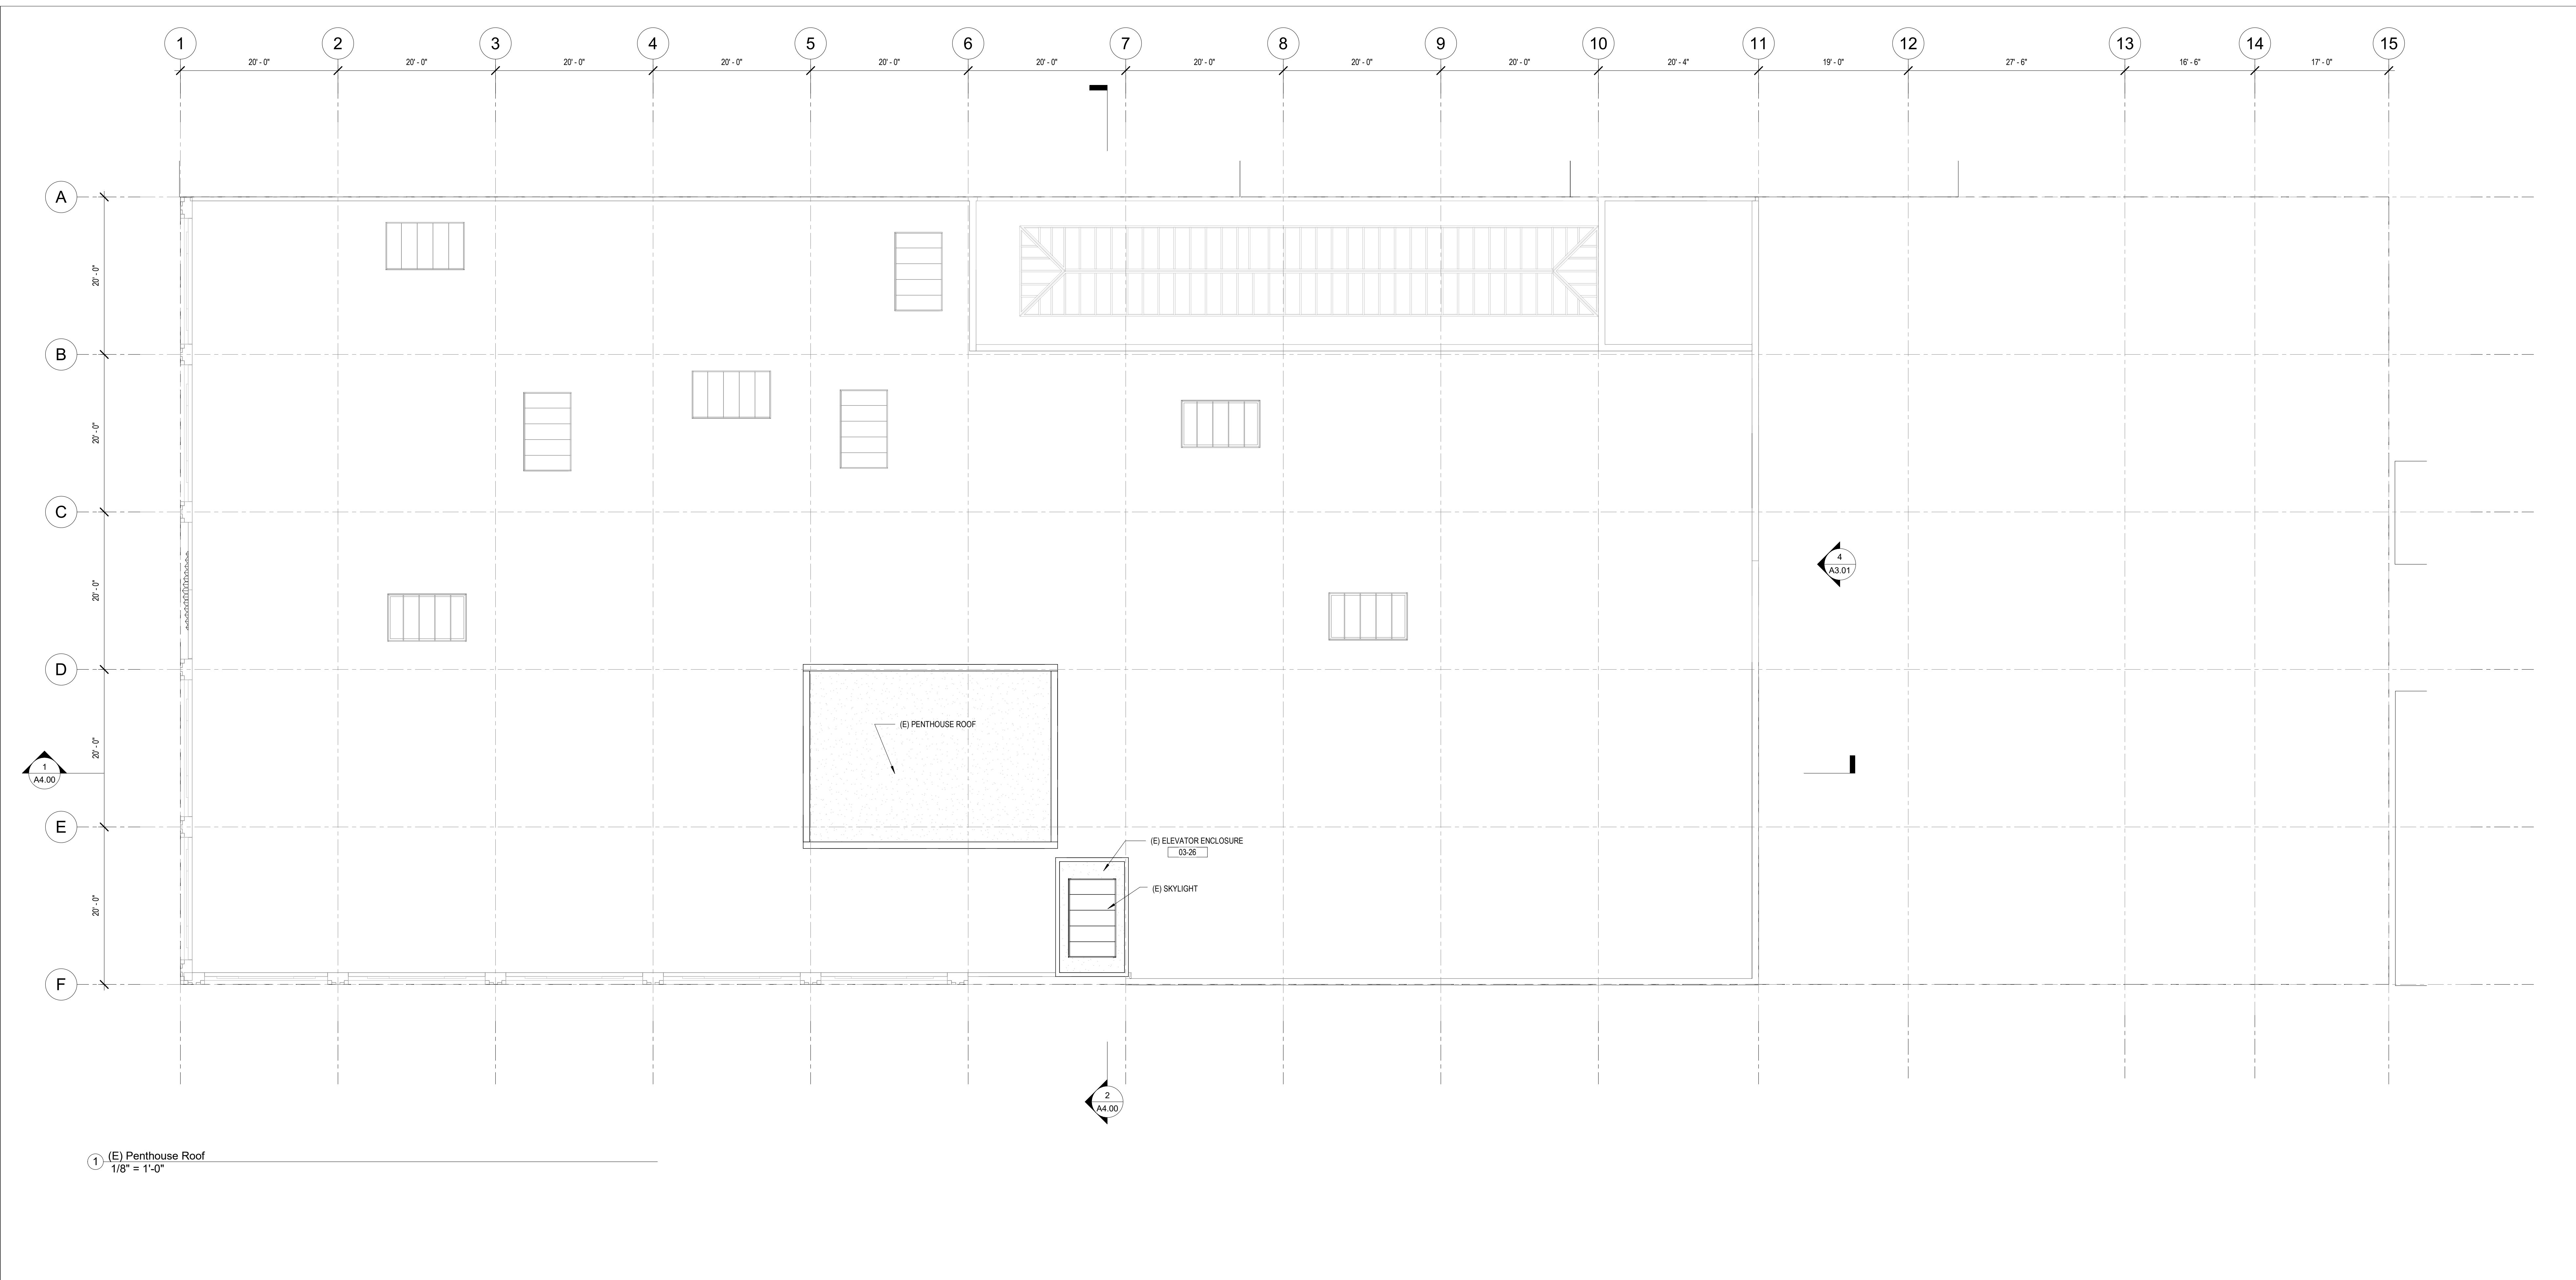 1 2 3 4 5 6 7 8 9 10 11 12 13 14 15
20' - 0" 20' - 0" 20' - 0" 20' - 0" 20' - 0" 20' - 0" 20' - 0" 20' - 0" 20' - 0" 20' - 4" 19' - 0" 27' - 6" 16' - 6" 17' - 0"
A
20' - 0"
B
20' - 0"
C
4
A3.01
20' - 0"
D
(E) PENTHOUSE ROOF
20' - 0"
1
A4.00
E
(E) ELEVATOR ENCLOSURE
03-26
(E) SKYLIGHT
20' - 0"
F
2
A4.00
1 (E) Penthouse Roof
1/8" = 1'-0"